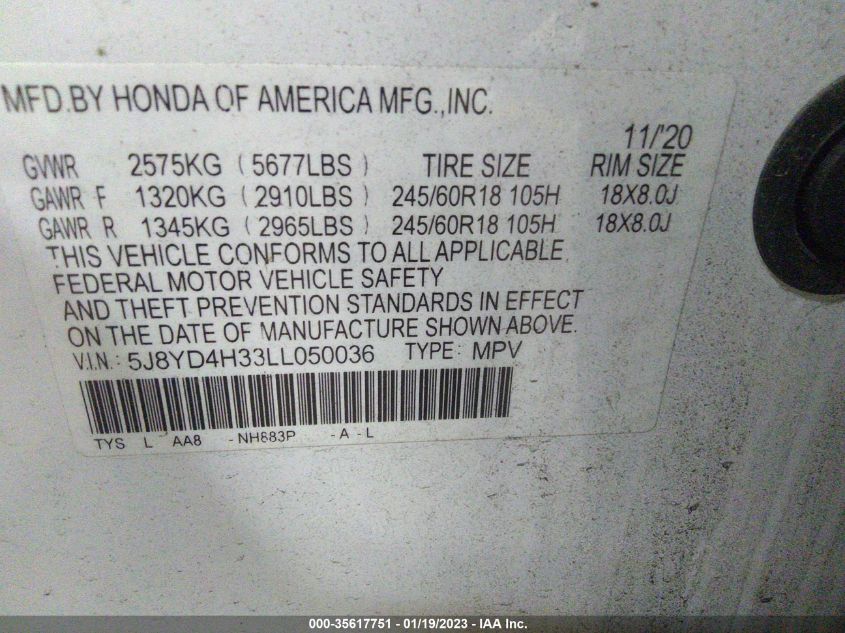 MFD.BY HONDA OF AMERICA MFG.,INC.
11/'20
GVWR 2575KG (5677LBS) TIRE SIZE RIM SIZE
GAWR F 1320KG (2910LBS) 245/60R18 105H 18X8.0J
GAWR R 1345KG (2965LBS) 245/60R18 105H 18X8.0J
THIS VEHICLE CONFORMS TO ALL APPLICABLE
FEDERAL MOTOR VEHICLE SAFETY
AND THEFT PREVENTION STANDARDS IN EFFECT
ON THE DATE OF MANUFACTURE SHOWN ABOVE.
V.I.N.: 5J8YD4H33LL050036 TYPE: MPV
TYS L AA8 -NH883P -A -L
000-35617751 - 01/19/2023 - IAA Inc.